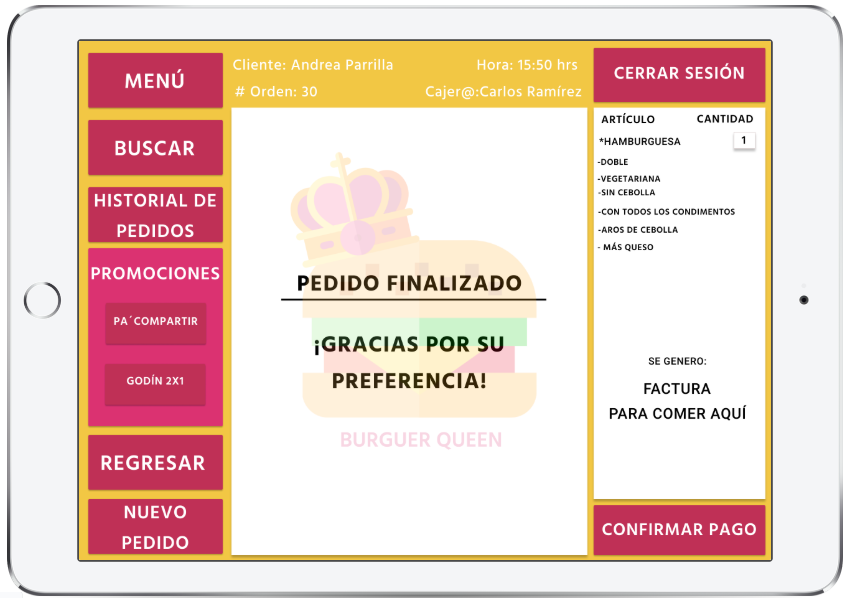 MENÚ
BUSCAR
HISTORIAL DE
PEDIDOS
PROMOCIONES
PA´COMPARTIR
GODÍN 2X1
REGRESAR
NUEVO
PEDIDO
Cliente: Andrea Parrilla
Hora: 15:50 hrs
# Orden: 30
Cajer@:Carlos Ramírez
PEDIDO FINALIZADO
¡GRACIAS POR SU
PREFERENCIA!
BURGUER QUEEN
CERRAR SESIÓN
ARTÍCULO CANTIDAD
*HAMBURGUESA 1
-DOBLE
-VEGETARIANA
-SIN CEBOLLA
-CON TODOS LOS CONDIMENTOS
-AROS DE CEBOLLA
- MÁS QUESO
SE GENERO:
FACTURA
PARA COMER AQUÍ
CONFIRMAR PAGO